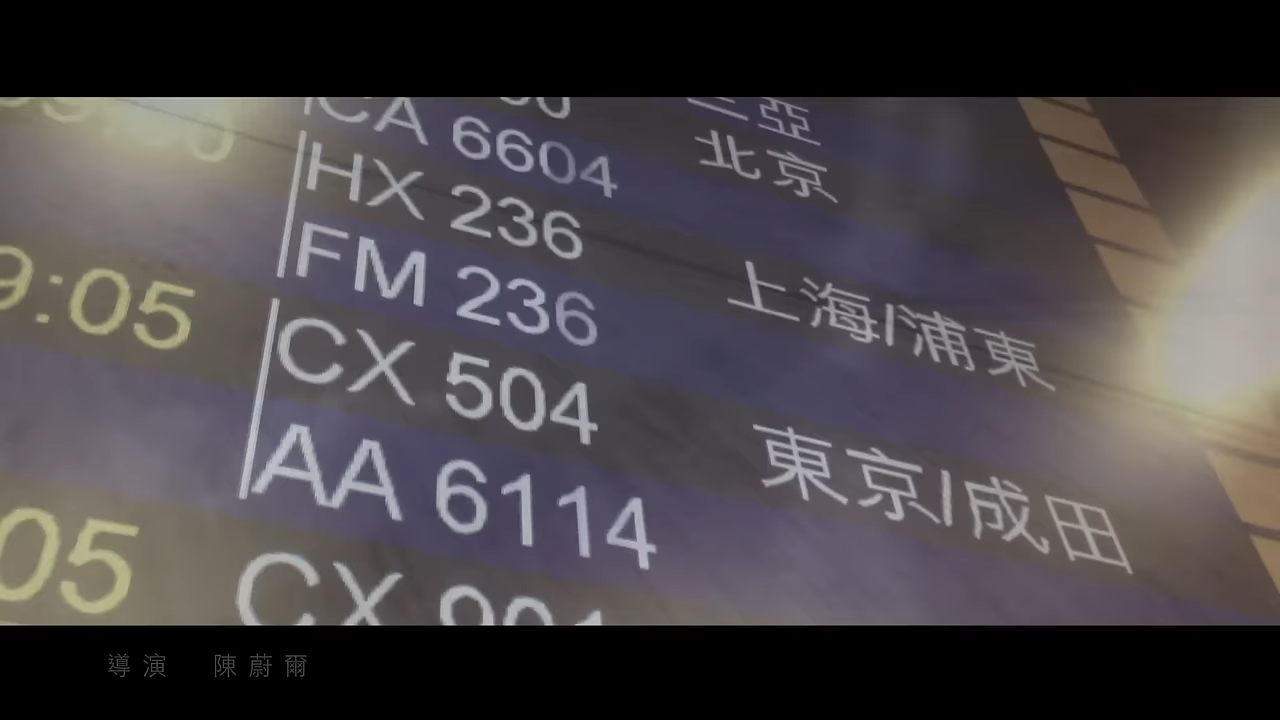 CA 6604 北京
HX 236
FM 236 上海/浦東
9:05 CX 504
AA 6114 東京/成田
05 CX
導演 陳蔚爾